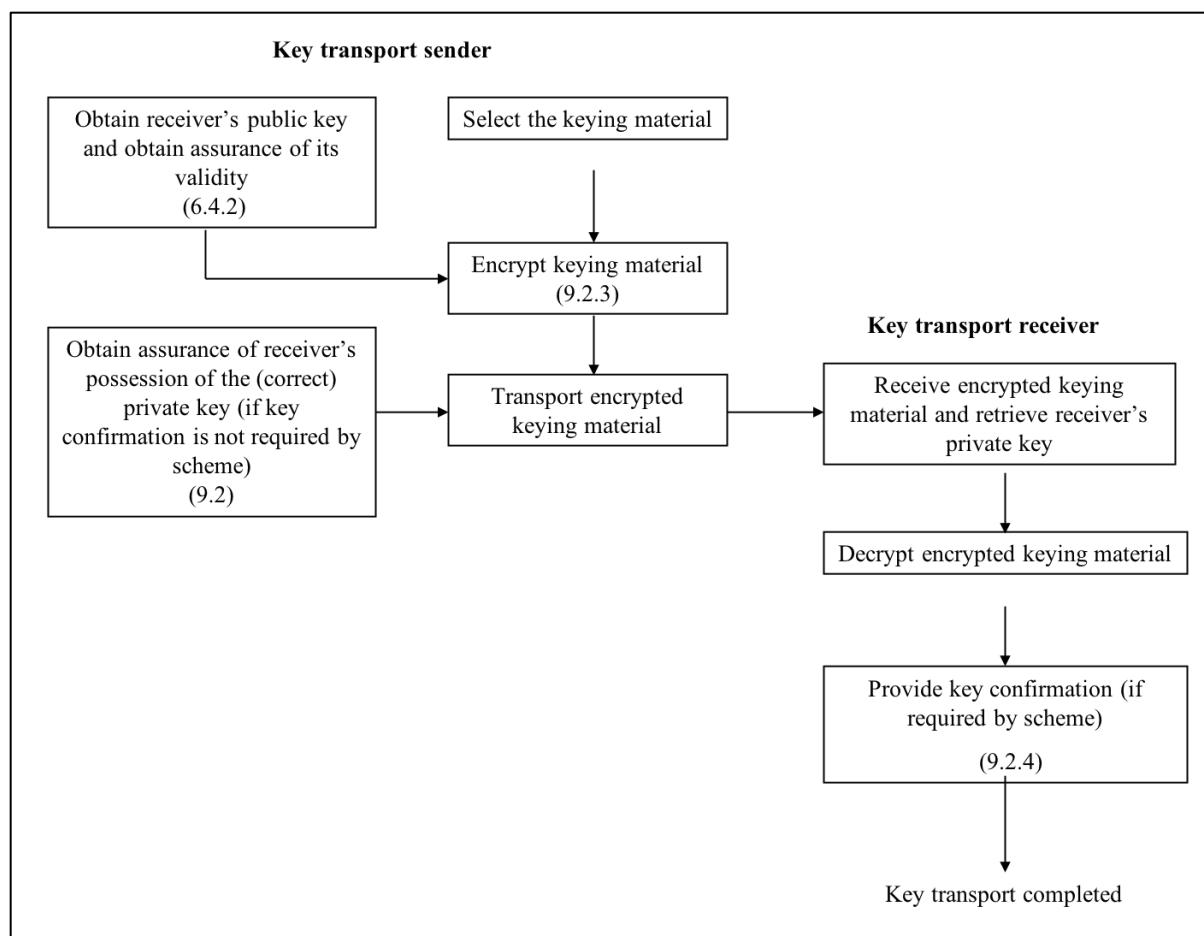 Key transport sender
Obtain receiver’s public key
and obtain assurance of its
validity
(6.4.2)
Select the keying material
Encrypt keying material
(9.2.3)
Obtain assurance of receiver’s
possession of the (correct)
private key (if key
confirmation is not required by
scheme)
(9.2)
Transport encrypted
keying material
Key transport receiver
Receive encrypted keying
material and retrieve receiver’s
private key
Decrypt encrypted keying material
Provide key confirmation (if
required by scheme)
(9.2.4)
Key transport completed